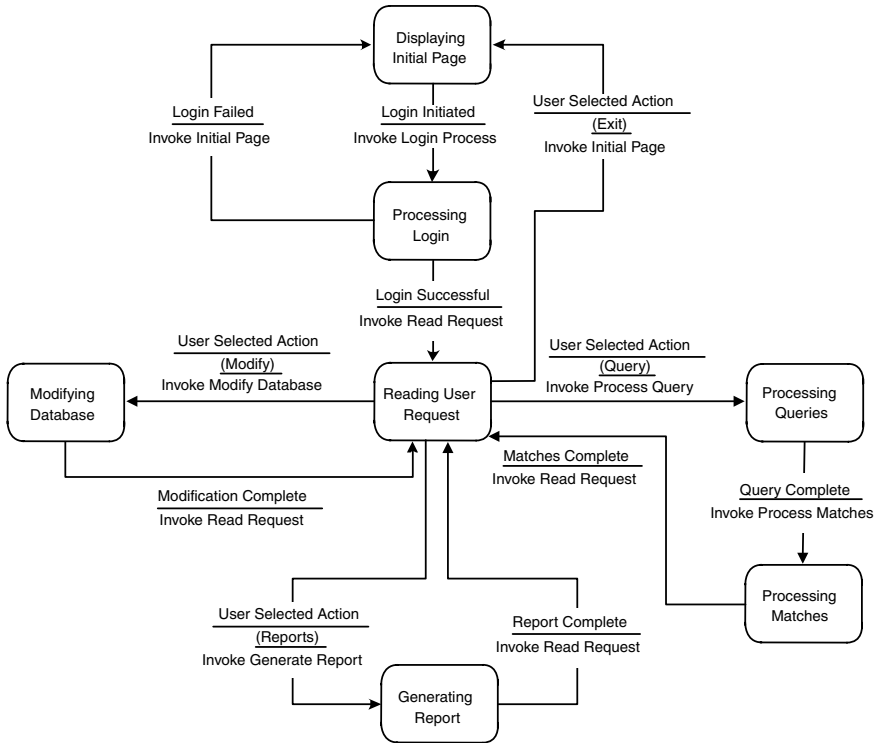 Displaying
Initial Page
Login Failed
Invoke Initial Page
Login Initiated
Invoke Login Process
User Selected Action
(Exit)
Invoke Initial Page
Processing
Login
Login Successful
Invoke Read Request
User Selected Action
(Modify)
Invoke Modify Database
User Selected Action
(Query)
Invoke Process Query
Modifying
Database
Reading User
Request
Processing
Queries
Matches Complete
Invoke Read Request
Modification Complete
Invoke Read Request
Query Complete
Invoke Process Matches
Processing
Matches
User Selected Action
(Reports)
Invoke Generate Report
Report Complete
Invoke Read Request
Generating
Report